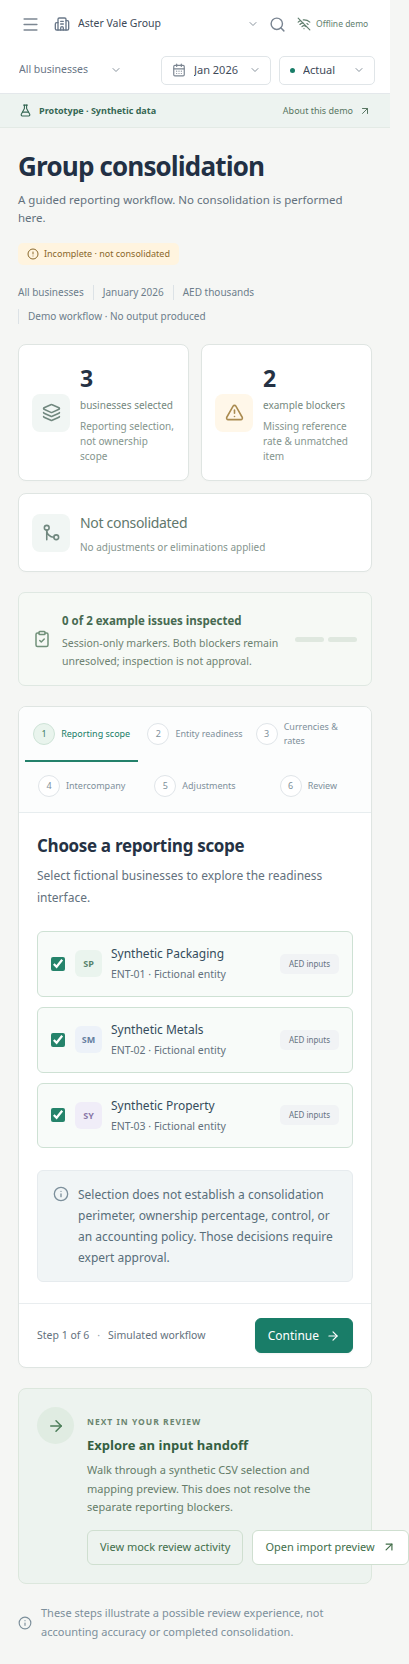 Aster Vale Group
Offline demo
All businesses
Jan 2026
Actual
Prototype · Synthetic data
About this demo
Group consolidation
A guided reporting workflow. No consolidation is performed
here.
Incomplete · not consolidated
All businesses
January 2026
AED thousands
Demo workflow · No output produced
3
businesses selected
Reporting selection,
not ownership
scope
2
example blockers
Missing reference
rate & unmatched
item
Not consolidated
No adjustments or eliminations applied
0 of 2 example issues inspected
Session-only markers. Both blockers remain
unresolved; inspection is not approval.
1 Reporting scope
2 Entity readiness
3 Currencies &
rates
4 Intercompany
5 Adjustments
6 Review
Choose a reporting scope
Select fictional businesses to explore the readiness
interface.
SP
Synthetic Packaging
ENT-01 · Fictional entity
AED inputs
SM
Synthetic Metals
ENT-02 · Fictional entity
AED inputs
SY
Synthetic Property
ENT-03 · Fictional entity
AED inputs
Selection does not establish a consolidation
perimeter, ownership percentage, control, or
an accounting policy. Those decisions require
expert approval.
Step 1 of 6 · Simulated workflow
Continue
NEXT IN YOUR REVIEW
Explore an input handoff
Walk through a synthetic CSV selection and
mapping preview. This does not resolve the
separate reporting blockers.
View mock review activity
Open import preview
These steps illustrate a possible review experience, not
accounting accuracy or completed consolidation.